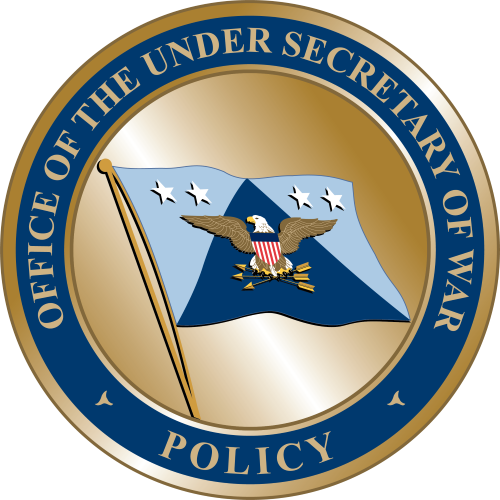 OFFICE OF THE UNDER SECRETARY OF WAR
POLICY